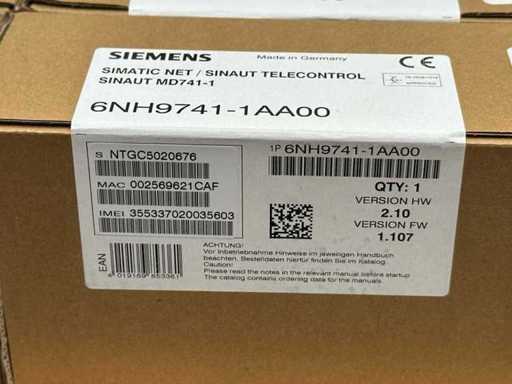 SIEMENS
Made in Germany
SIMATIC NET / SINAUT TELECONTROL
SINAUT MD741-1
6NH9741-1AA00
S NTGC5020676
MAC 002569621CAF
IMEI 355337020035603
1P 6NH9741-1AA00
QTY: 1
VERSION HW
2.10
VERSION FW
1.107
EAN
4 019169 653361
ACHTUNG!
Vor Inbetriebnahme Hinweise im jeweiligen Handbuch
beachten. Bestelldaten hierfür finden Sie im Katalog.
CAUTION!
Please read the notes in the relevant manual before startup
The catalog contains ordering data for the manuals.